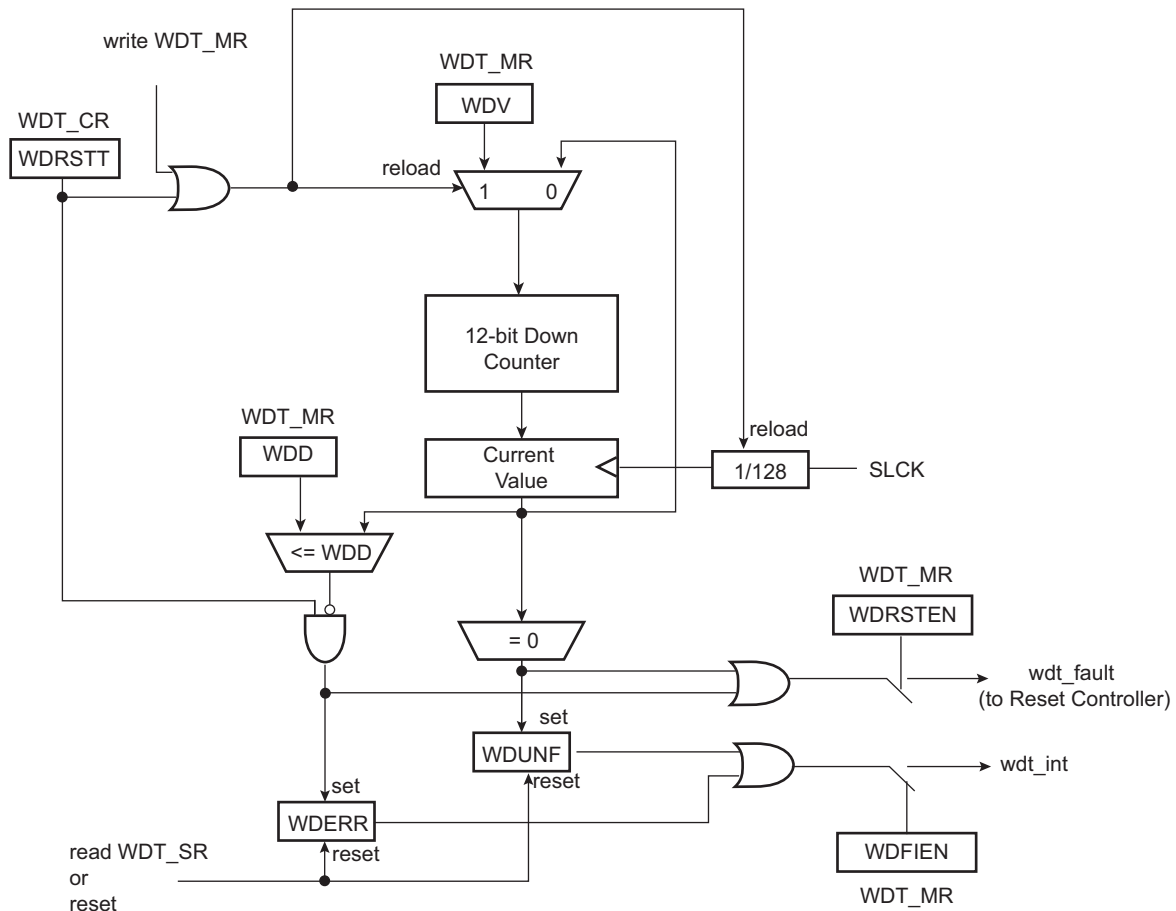 write WDT_MR
WDT_MR
WDV
WDT_CR
WDRSTT
reload
1 0
12-bit Down
Counter
WDT_MR
WDD
Current
Value
reload
1/128
SLCK
<= WDD
WDT_MR
WDRSTEN
= 0
wdt_fault
(to Reset Controller)
set
WDUNF
reset
wdt_int
set
WDERR
reset
read WDT_SR
or
reset
WDFIEN
WDT_MR